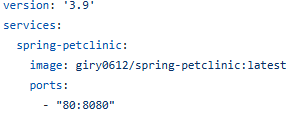 version: '3.9'
services:
  spring-petclinic:
    image: giry0612/spring-petclinic:latest
    ports:
      - "80:8080"